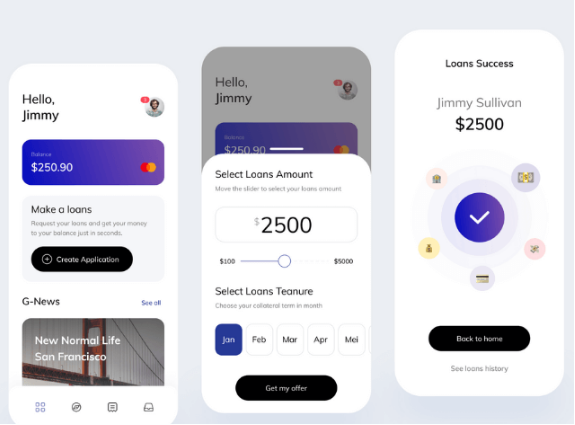 Hello,
Jimmy
Balance
$250.90
Make a loans
Request your loans and get your money
to your balance just in seconds.
Create Application
G-News
See all
New Normal Life
San Francisco
Hello,
Jimmy
Balance
$250.90
Select Loans Amount
Move the slider to select your loans amount
$2500
$100
$5000
Select Loans Teanure
Choose your collateral term in month
Jan
Feb
Mar
Apr
Mei
Get my offer
Loans Success
Jimmy Sullivan
$2500
Back to home
See loans history